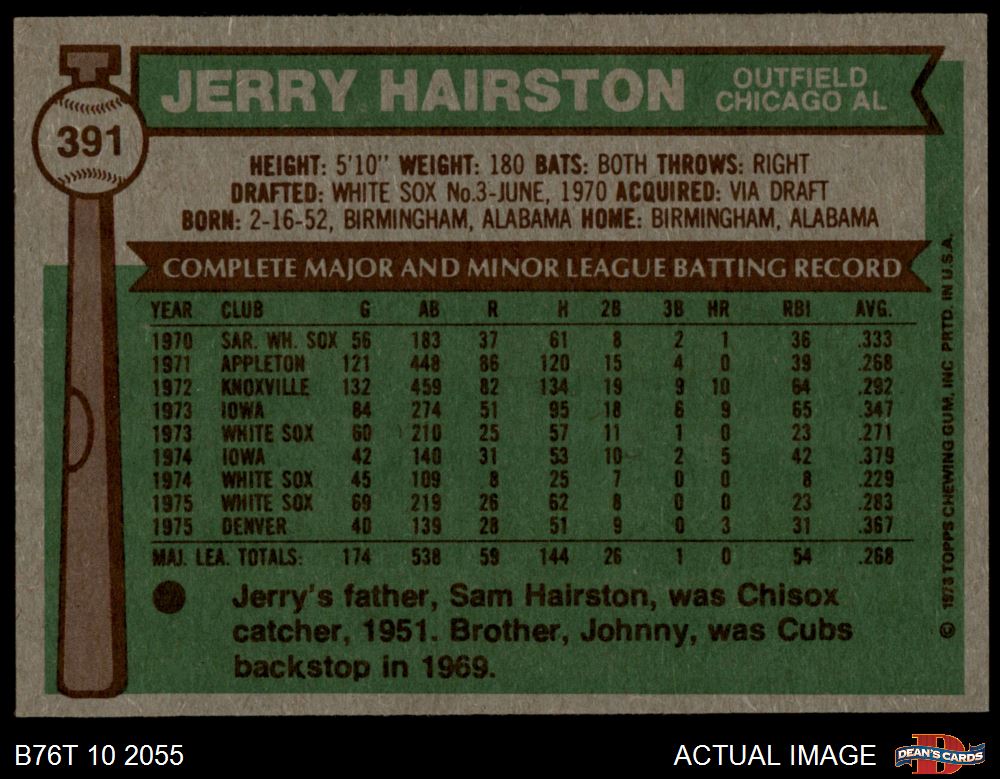 391
JERRY HAIRSTON
OUTFIELD
CHICAGO AL
HEIGHT: 5'10" WEIGHT: 180 BATS: BOTH THROWS: RIGHT
DRAFTED: WHITE SOX No.3-JUNE, 1970 ACQUIRED: VIA DRAFT
BORN: 2-16-52, BIRMINGHAM, ALABAMA HOME: BIRMINGHAM, ALABAMA
COMPLETE MAJOR AND MINOR LEAGUE BATTING RECORD
YEAR CLUB G AB R H 2B 3B HR RBI AVG.
1970 SAR. WH. SOX 56 183 37 61 8 2 1 36 .333
1971 APPLETON 121 448 86 120 15 4 0 39 .268
1972 KNOXVILLE 132 459 82 134 19 9 10 64 .292
1973 IOWA 84 274 51 95 18 6 9 65 .347
1973 WHITE SOX 60 210 25 57 11 1 0 23 .271
1974 IOWA 42 140 31 53 10 2 5 42 .379
1974 WHITE SOX 45 109 8 25 7 0 0 8 .229
1975 WHITE SOX 69 219 26 62 8 0 0 23 .283
1975 DENVER 40 139 28 51 9 0 3 31 .367
MAJ. LEA. TOTALS: 174 538 59 144 26 1 0 54 .268
Jerry's father, Sam Hairston, was Chisox
catcher, 1951. Brother, Johnny, was Cubs
backstop in 1969.
© TOPPS CHEWING GUM, INC PRTD. IN U.S.A.
B76T 10 2055
ACTUAL IMAGE
DEAN'S CARDS